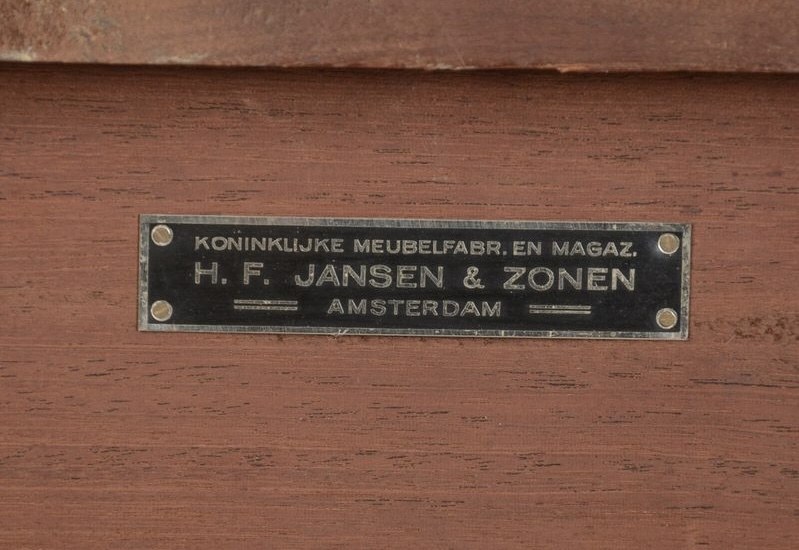 KONINKLIJKE MEUBELFABR. EN MAGAZ.
H. F. JANSEN & ZONEN
AMSTERDAM